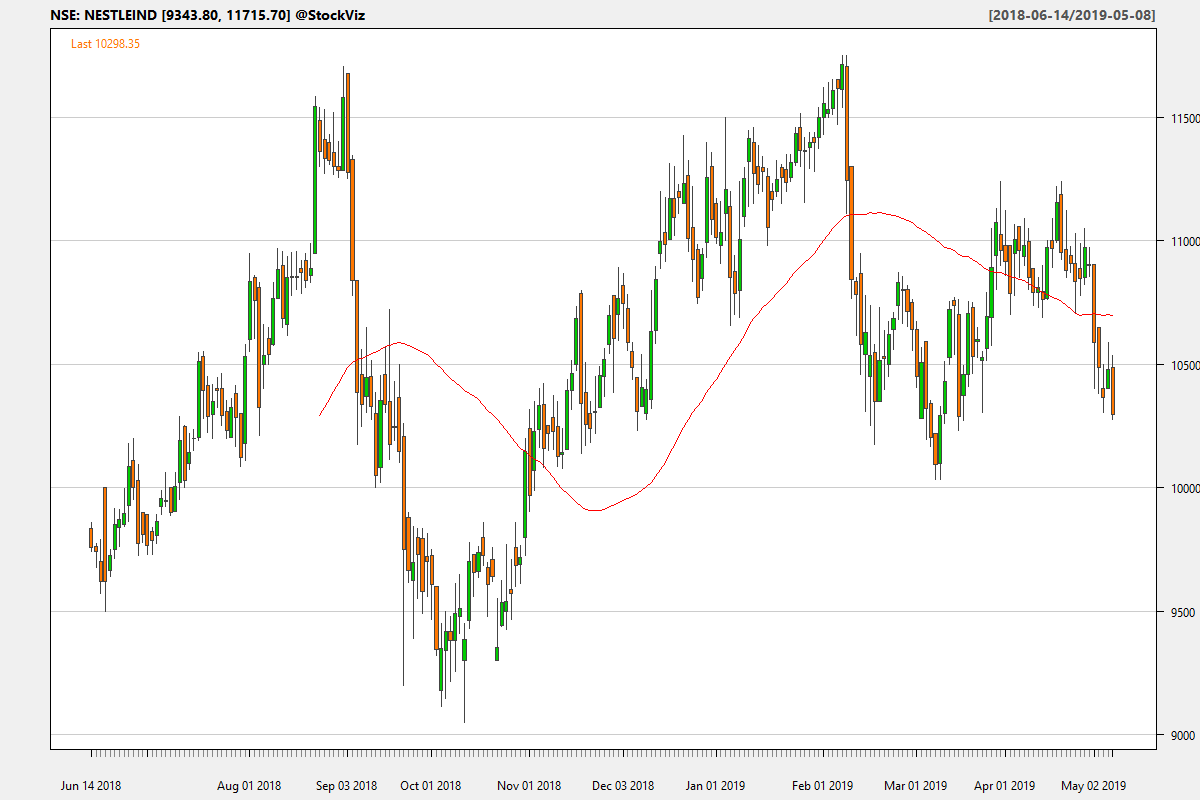 NSE: NESTLEIND [9343.80, 11715.70] @StockViz
[2018-06-14/2019-05-08]
Last 10298.35
11500
11000
10500
10000
9500
9000
Jun 14 2018
Aug 01 2018
Sep 03 2018
Oct 01 2018
Nov 01 2018
Dec 03 2018
Jan 01 2019
Feb 01 2019
Mar 01 2019
Apr 01 2019
May 02 2019